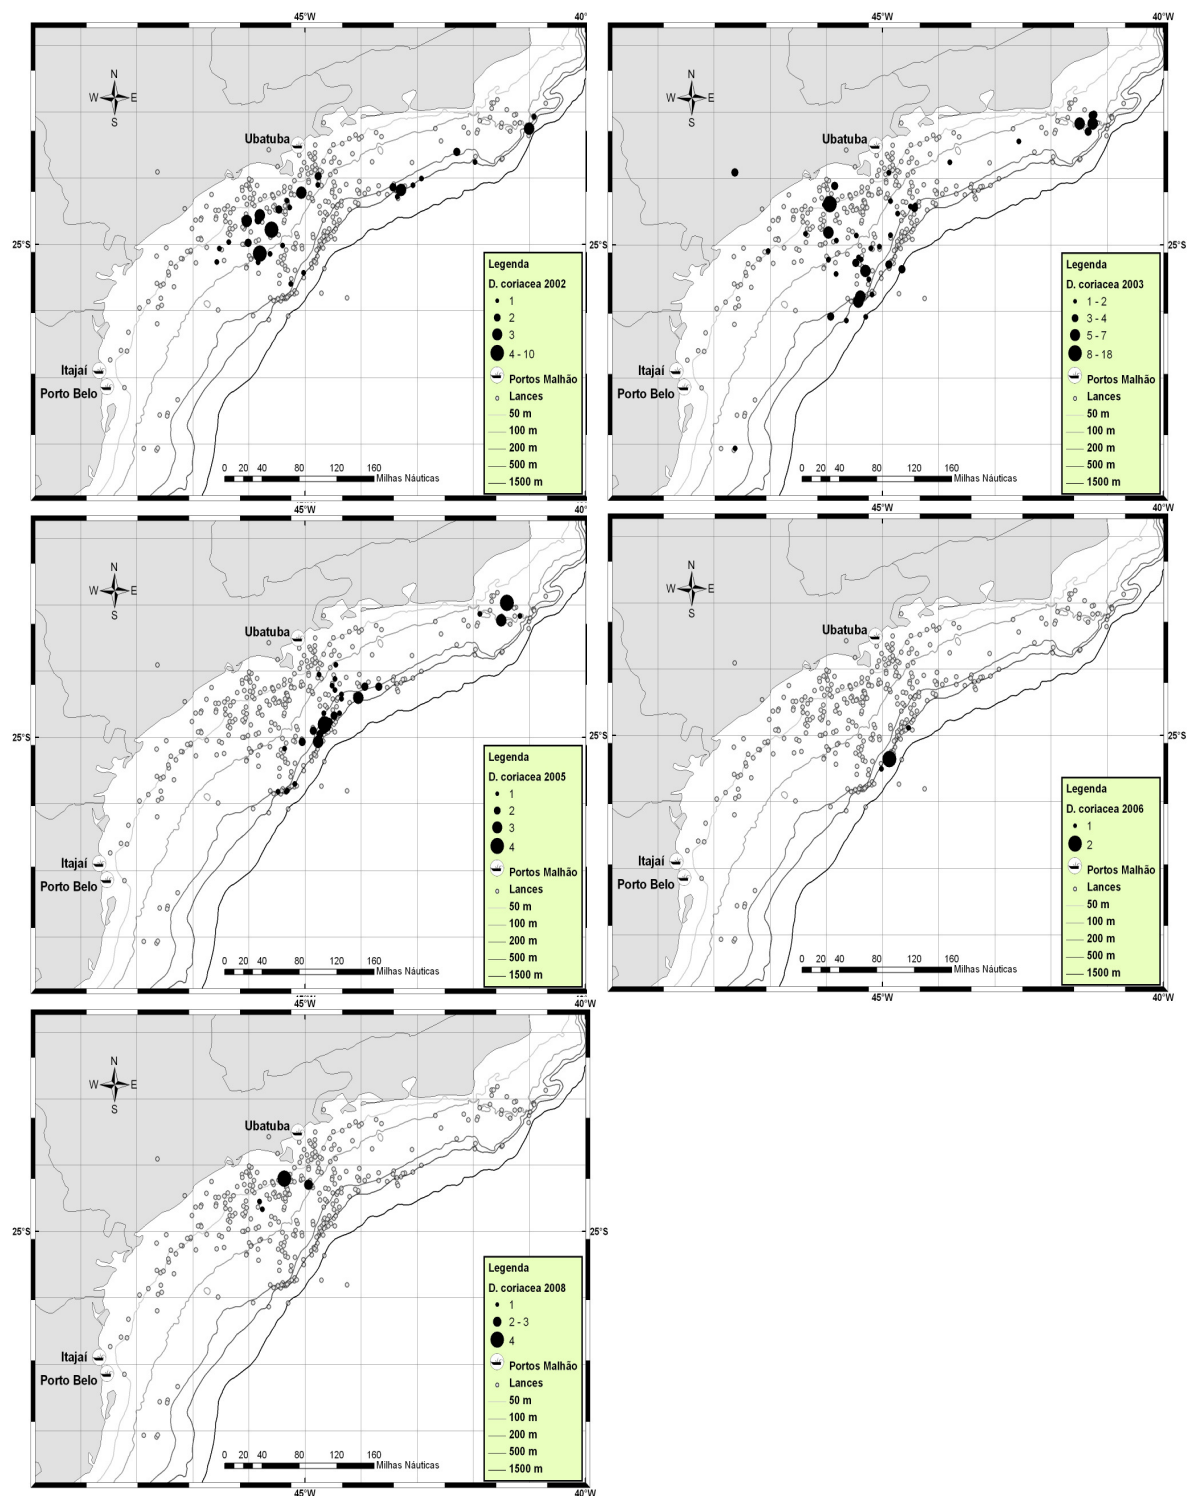 45°W
40°
N
W E
S
Ubatuba
25°S
Itajaí
Porto Belo
Legenda
D. coriacea 2002
1
2
3
4 - 10
Portos Malhão
Lances
50 m
100 m
200 m
500 m
1500 m
0 20 40 80 120 160
Milhas Náuticas
45°W
40°W
N
W E
S
Ubatuba
25°S
Itajaí
Porto Belo
Legenda
D. coriacea 2003
1 - 2
3 - 4
5 - 7
8 - 18
Portos Malhão
Lances
50 m
100 m
200 m
500 m
1500 m
0 20 40 80 120 160
Milhas Náuticas
45°W
40°W
45°W
40°
N
W E
S
Ubatuba
25°S
Itajaí
Porto Belo
Legenda
D. coriacea 2005
1
2
3
4
Portos Malhão
Lances
50 m
100 m
200 m
500 m
1500 m
0 20 40 80 120 160
Milhas Náuticas
45°W
40°W
N
W E
S
Ubatuba
25°S
Itajaí
Porto Belo
Legenda
D. coriacea 2006
1
2
Portos Malhão
Lances
50 m
100 m
200 m
500 m
1500 m
0 20 40 80 120 160
Milhas Náuticas
45°W
40°W
45°W
40°W
N
W E
S
Ubatuba
25°S
Itajaí
Porto Belo
Legenda
D. coriacea 2008
1
2 - 3
4
Portos Malhão
Lances
50 m
100 m
200 m
500 m
1500 m
0 20 40 80 120 160
Milhas Náuticas
45°W
40°W